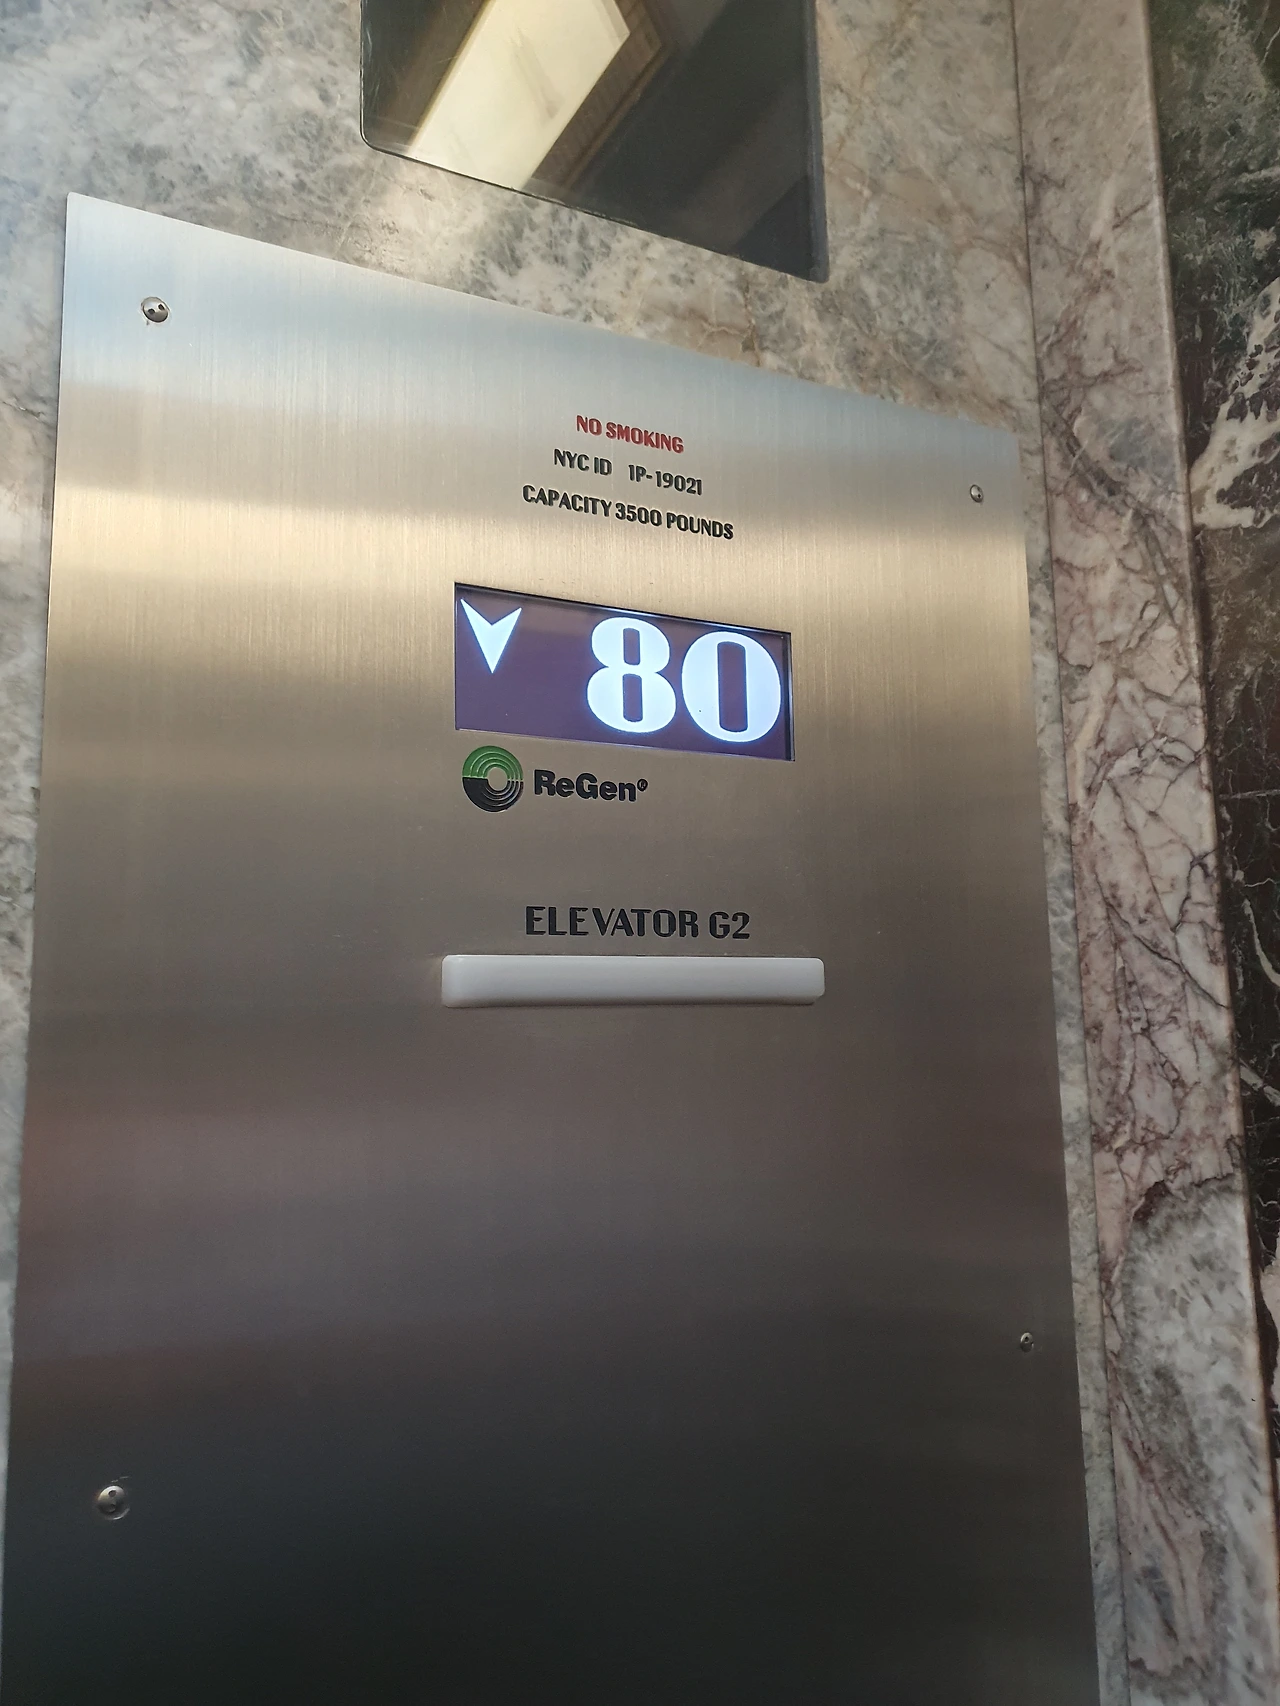 NO SMOKING
NYC ID 1P-19021
CAPACITY 3500 POUNDS
80
ReGen®
ELEVATOR G2